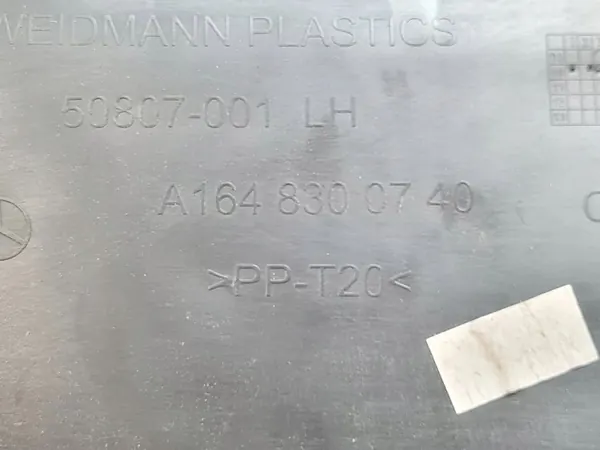 WEIDMANN PLASTICS
50807-001 LH
A164 830 07 40
>PP-T20<